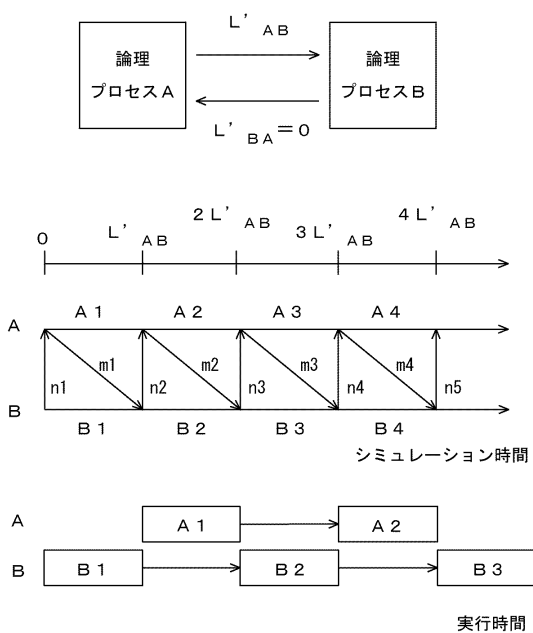 L'AB
論理
プロセスA
論理
プロセスB
L'BA=0
0
L'AB
2L'AB
3L'AB
4L'AB
A
A1
A2
A3
A4
n1
m1
n2
m2
n3
m3
n4
m4
n5
B
B1
B2
B3
B4
シミュレーション時間
A
A1
A2
B
B1
B2
B3
実行時間